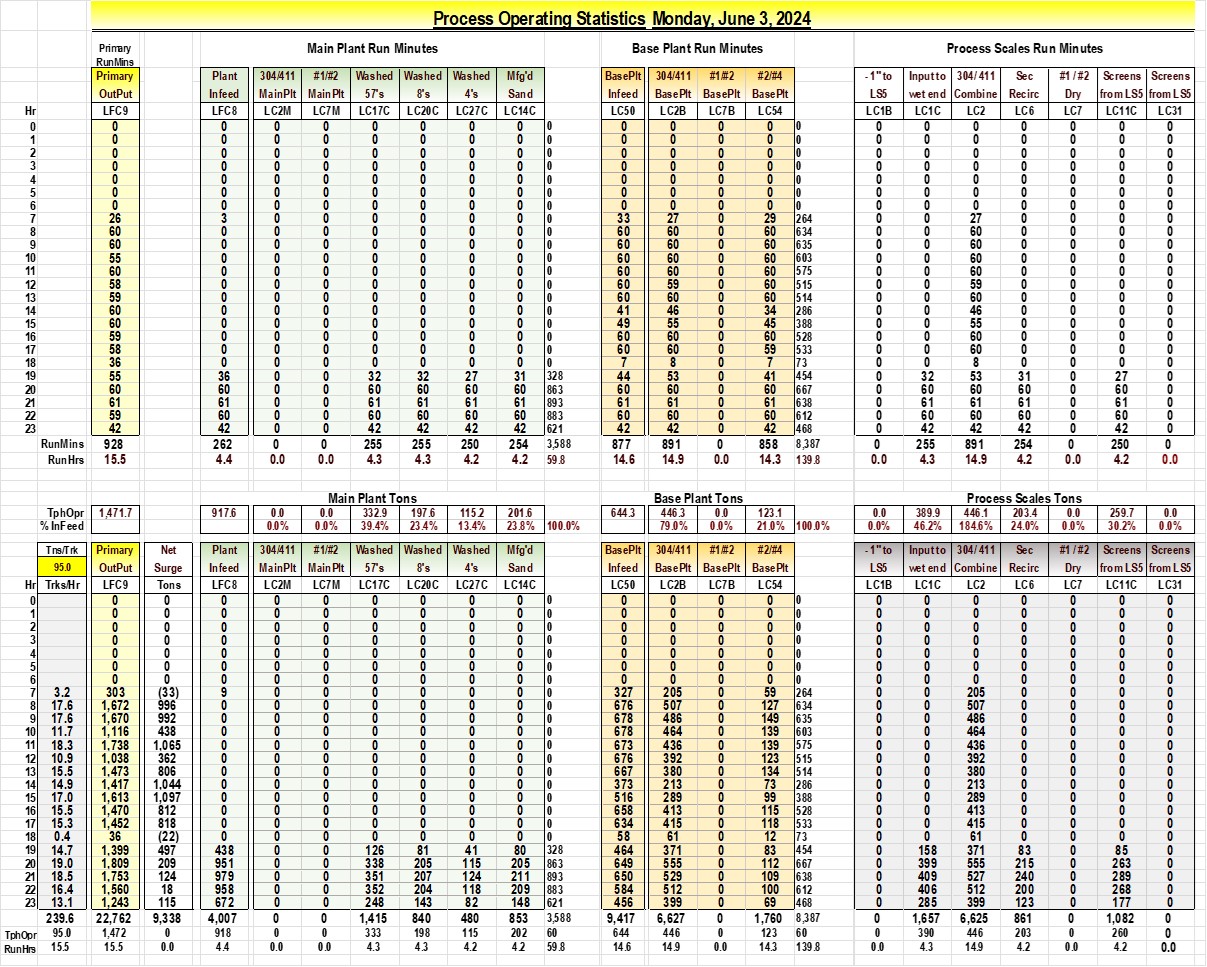 Process Operating Statistics Monday, June 3, 2024
Primary Main Plant Run Minutes Base Plant Run Minutes Process Scales Run Minutes
RunMins
Primary Plant 304/411 #1/#2 Washed Washed Washed Mfg'd BasePlt 304/411 #1/#2 #2/#4 - 1" to Input to 304/ 411 Sec #1 / #2 Screens Screens
OutPut Infeed MainPlt MainPlt 57's 8's 4's Sand Infeed BasePlt BasePlt BasePlt LS5 wet end Combine Recirc Dry from LS5 from LS5
Hr LFC9 LFC8 LC2M LC7M LC17C LC20C LC27C LC14C LC50 LC2B LC7B LC54 LC1B LC1C LC2 LC6 LC7 LC11C LC31
0 0 0 0 0 0 0 0 0 0 0 0 0 0 0 0 0 0 0 0 0 0
1 0 0 0 0 0 0 0 0 0 0 0 0 0 0 0 0 0 0 0 0 0
2 0 0 0 0 0 0 0 0 0 0 0 0 0 0 0 0 0 0 0 0 0
3 0 0 0 0 0 0 0 0 0 0 0 0 0 0 0 0 0 0 0 0 0
4 0 0 0 0 0 0 0 0 0 0 0 0 0 0 0 0 0 0 0 0 0
5 0 0 0 0 0 0 0 0 0 0 0 0 0 0 0 0 0 0 0 0 0
6 0 0 0 0 0 0 0 0 0 0 0 0 0 0 0 0 0 0 0 0 0
7 26 3 0 0 0 0 0 0 0 33 27 0 29 264 0 0 27 0 0 0 0
8 60 0 0 0 0 0 0 0 0 60 60 0 60 634 0 0 60 0 0 0 0
9 60 0 0 0 0 0 0 0 0 60 60 0 60 635 0 0 60 0 0 0 0
10 55 0 0 0 0 0 0 0 0 60 60 0 60 603 0 0 60 0 0 0 0
11 60 0 0 0 0 0 0 0 0 60 60 0 60 575 0 0 60 0 0 0 0
12 58 0 0 0 0 0 0 0 0 60 59 0 60 515 0 0 59 0 0 0 0
13 59 0 0 0 0 0 0 0 0 60 60 0 60 514 0 0 60 0 0 0 0
14 60 0 0 0 0 0 0 0 0 41 46 0 34 286 0 0 46 0 0 0 0
15 60 0 0 0 0 0 0 0 0 49 55 0 45 388 0 0 55 0 0 0 0
16 59 0 0 0 0 0 0 0 0 60 60 0 60 528 0 0 60 0 0 0 0
17 58 0 0 0 0 0 0 0 0 60 60 0 59 533 0 0 60 0 0 0 0
18 36 0 0 0 0 0 0 0 0 7 8 0 7 73 0 0 8 0 0 0 0
19 55 36 0 0 32 32 27 31 328 44 53 0 41 454 0 32 53 31 0 27 0
20 60 60 0 0 60 60 60 60 863 60 60 0 60 667 0 60 60 60 0 60 0
21 61 61 0 0 61 61 61 61 893 61 61 0 61 638 0 61 61 61 0 61 0
22 59 60 0 0 60 60 60 60 883 60 60 0 60 612 0 60 60 60 0 60 0
23 42 42 0 0 42 42 42 42 621 42 42 0 42 468 0 42 42 42 0 42 0
RunMins 928 262 0 0 255 255 250 254 3,588 877 891 0 858 8,387 0 255 891 254 0 250 0
RunHrs 15.5 4.4 0.0 0.0 4.3 4.3 4.2 4.2 59.8 14.6 14.9 0.0 14.3 139.8 0.0 4.3 14.9 4.2 0.0 4.2 0.0
Main Plant Tons Base Plant Tons Process Scales Tons
TphOpr 1,471.7 917.6 0.0 0.0 332.9 197.6 115.2 201.6 644.3 446.3 0.0 123.1 0.0 389.9 446.1 203.4 0.0 259.7 0.0
% InFeed 0.0% 0.0% 39.4% 23.4% 13.4% 23.8% 100.0% 79.0% 0.0% 21.0% 100.0% 0.0% 46.2% 184.6% 24.0% 0.0% 30.2% 0.0%
Tns/Trk Primary Net Plant 304/411 #1/#2 Washed Washed Washed Mfg'd BasePlt 304/411 #1/#2 #2/#4 - 1" to Input to 304/ 411 Sec #1 / #2 Screens Screens
95.0 OutPut Surge Infeed MainPlt MainPlt 57's 8's 4's Sand Infeed BasePlt BasePlt BasePlt LS5 wet end Combine Recirc Dry from LS5 from LS5
Hr Trks/Hr LFC9 Tons LFC8 LC2M LC7M LC17C LC20C LC27C LC14C LC50 LC2B LC7B LC54 LC1B LC1C LC2 LC6 LC7 LC11C LC31
0 0 0 0 0 0 0 0 0 0 0 0 0 0 0 0 0 0 0 0 0 0 0
1 0 0 0 0 0 0 0 0 0 0 0 0 0 0 0 0 0 0 0 0 0 0
2 0 0 0 0 0 0 0 0 0 0 0 0 0 0 0 0 0 0 0 0 0 0
3 0 0 0 0 0 0 0 0 0 0 0 0 0 0 0 0 0 0 0 0 0 0
4 0 0 0 0 0 0 0 0 0 0 0 0 0 0 0 0 0 0 0 0 0 0
5 0 0 0 0 0 0 0 0 0 0 0 0 0 0 0 0 0 0 0 0 0 0
6 0 0 0 0 0 0 0 0 0 0 0 0 0 0 0 0 0 0 0 0 0 0
7 3.2 303 (33) 9 0 0 0 0 0 0 0 327 205 0 59 264 0 0 205 0 0 0 0
8 17.6 1,672 996 0 0 0 0 0 0 0 0 676 507 0 127 634 0 0 507 0 0 0 0
9 17.6 1,670 992 0 0 0 0 0 0 0 0 678 486 0 149 635 0 0 486 0 0 0 0
10 11.7 1,116 438 0 0 0 0 0 0 0 0 678 464 0 139 603 0 0 464 0 0 0 0
11 18.3 1,738 1,065 0 0 0 0 0 0 0 0 673 436 0 139 575 0 0 436 0 0 0 0
12 10.9 1,038 362 0 0 0 0 0 0 0 0 676 392 0 123 515 0 0 392 0 0 0 0
13 15.5 1,473 806 0 0 0 0 0 0 0 0 667 380 0 134 514 0 0 380 0 0 0 0
14 14.9 1,417 1,044 0 0 0 0 0 0 0 0 373 213 0 73 286 0 0 213 0 0 0 0
15 17.0 1,613 1,097 0 0 0 0 0 0 0 0 516 289 0 99 388 0 0 289 0 0 0 0
16 15.5 1,470 812 0 0 0 0 0 0 0 0 658 413 0 115 528 0 0 413 0 0 0 0
17 15.3 1,452 818 0 0 0 0 0 0 0 0 634 415 0 118 533 0 0 415 0 0 0 0
18 0.4 36 (22) 0 0 0 0 0 0 0 0 58 61 0 12 73 0 0 61 0 0 0 0
19 14.7 1,399 497 438 0 0 126 81 41 80 328 464 371 0 83 454 0 158 371 83 0 85 0
20 19.0 1,809 209 951 0 0 338 205 115 205 863 649 555 0 112 667 0 399 555 215 0 263 0
21 18.5 1,753 124 979 0 0 351 207 124 211 893 650 529 0 109 638 0 409 527 240 0 289 0
22 16.4 1,560 18 958 0 0 352 204 118 209 883 584 512 0 100 612 0 406 512 200 0 268 0
23 13.1 1,243 115 672 0 0 248 143 82 148 621 456 399 0 69 468 0 285 399 123 0 177 0
239.6 22,762 9,338 4,007 0 0 1,415 840 480 853 3,588 9,417 6,627 0 1,760 8,387 0 1,657 6,625 861 0 1,082 0
TphOpr 95.0 1,472 0 918 0 0 333 198 115 202 60 644 446 0 123 60 0 390 446 203 0 260 0
RunHrs 15.5 15.5 0.0 4.4 0.0 0.0 4.3 4.3 4.2 4.2 59.8 14.6 14.9 0.0 14.3 139.8 0.0 4.3 14.9 4.2 0.0 4.2 0.0